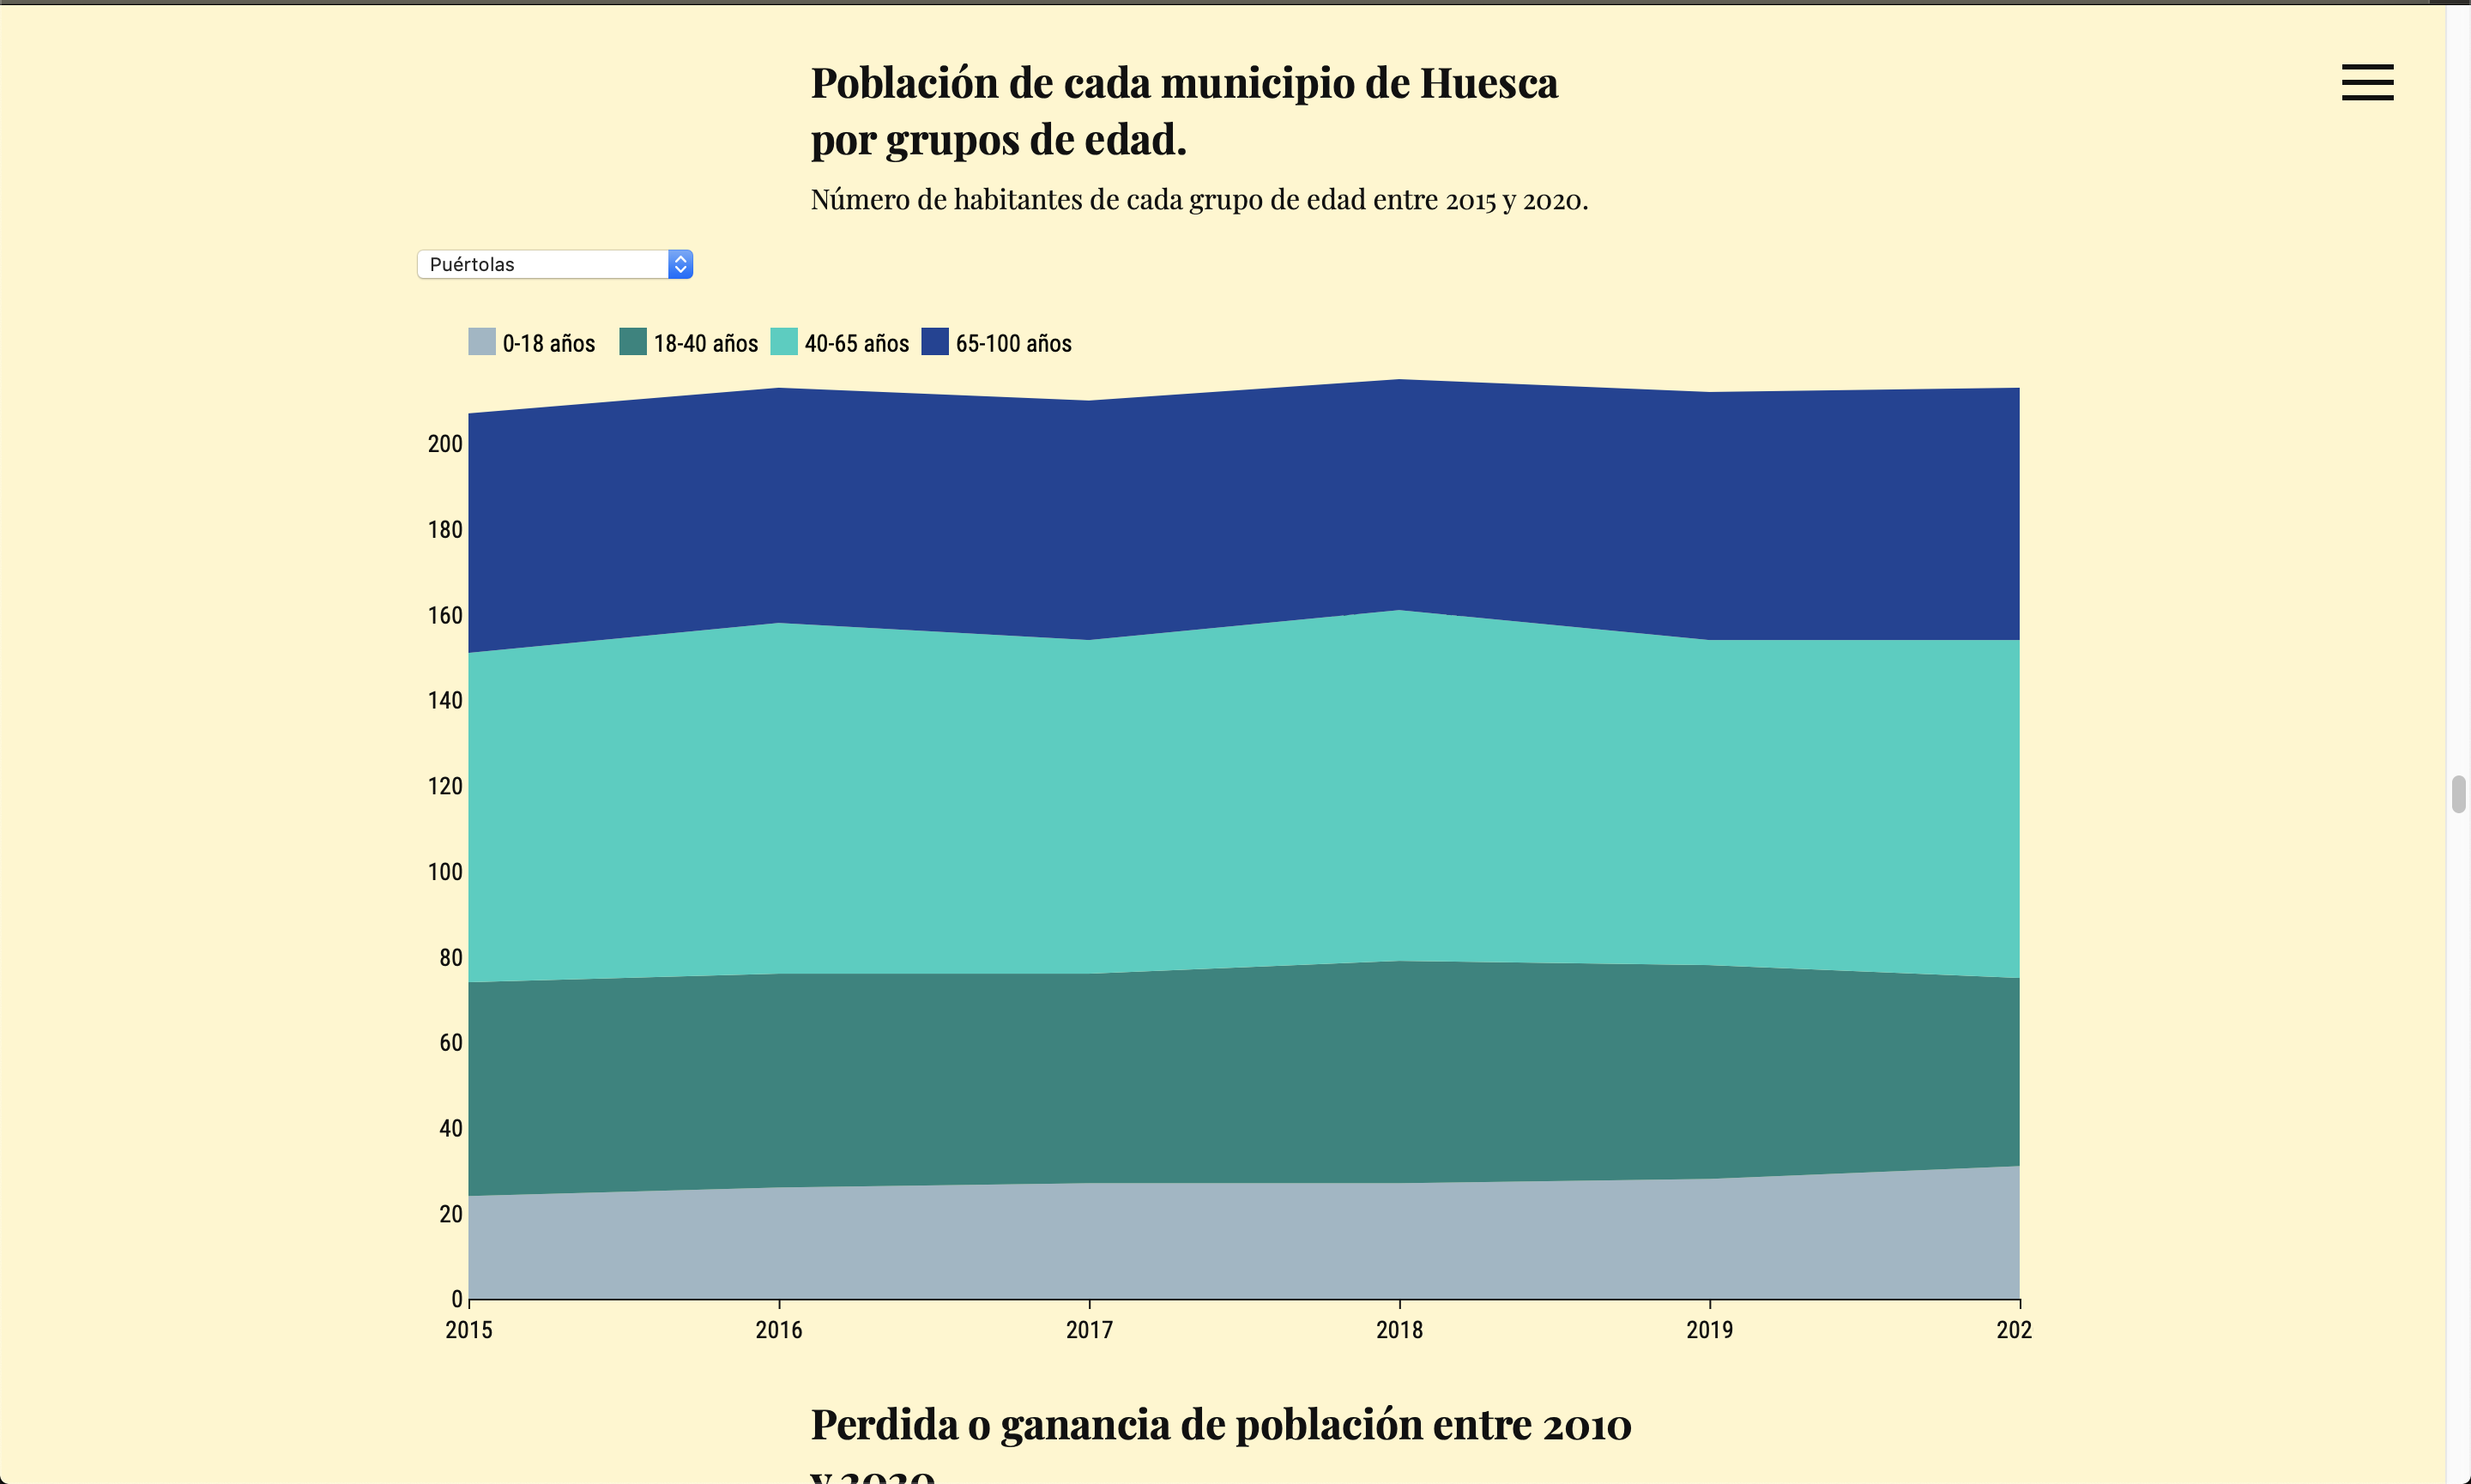 Población de cada municipio de Huesca
por grupos de edad.
Número de habitantes de cada grupo de edad entre 2015 y 2020.
Puértolas
0-18 años 18-40 años 40-65 años 65-100 años
200
180
160
140
120
100
80
60
40
20
0
2015 2016 2017 2018 2019 202
Perdida o ganancia de población entre 2010
y 2020